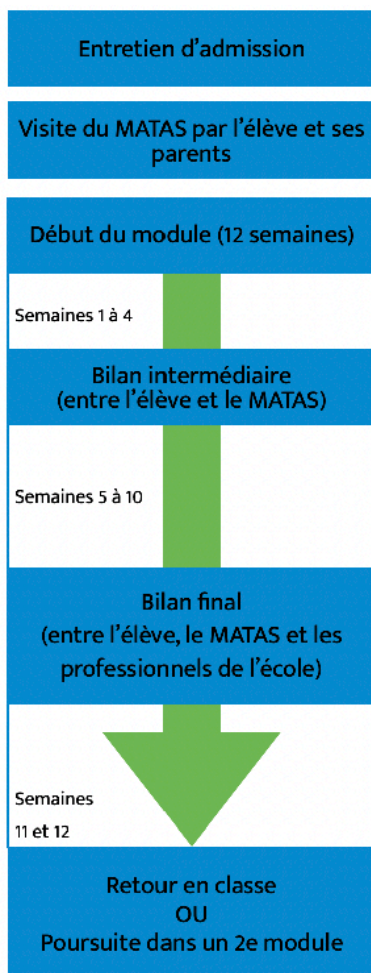 Entretien d'admission
Visite du MATAS par l'élève et ses
parents
Début du module (12 semaines)
Semaines 1 à 4
Bilan intermédiaire
(entre l'élève et le MATAS)
Semaines 5 à 10
Bilan final
(entre l'élève, le MATAS et les
professionnels de l'école)
Semaines
11 et 12
Retour en classe
OU
Poursuite dans un 2e module